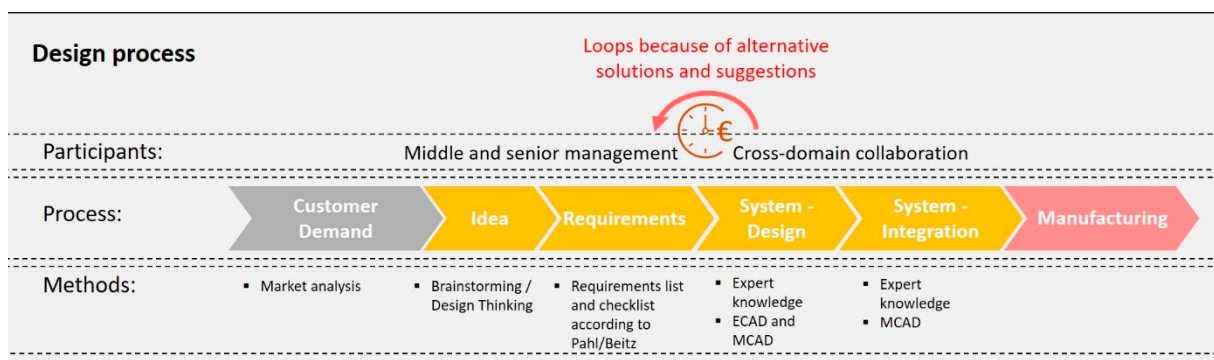 Design process
Loops because of alternative
solutions and suggestions
€
Participants:
Middle and senior management
Cross-domain collaboration
Process:
Customer
Demand
Idea
Requirements
System -
Design
System -
Integration
Manufacturing
Methods:
▪ Market analysis
▪ Brainstorming /
Design Thinking
▪ Requirements list
and checklist
according to
Pahl/Beitz
▪ Expert
knowledge
▪ ECAD and
MCAD
▪ Expert
knowledge
▪ MCAD